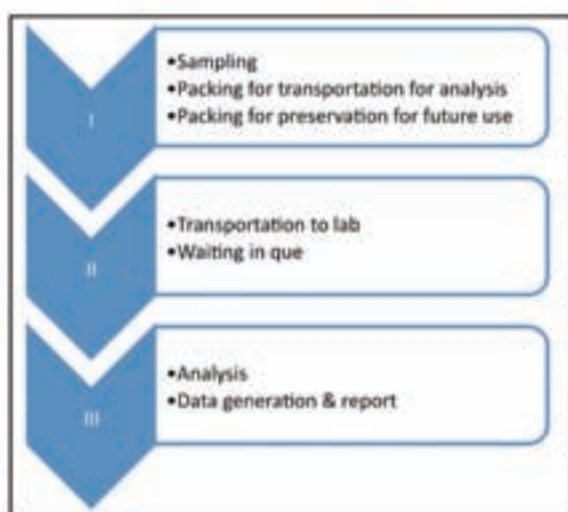 I
•Sampling
•Packing for transportation for analysis
•Packing for preservation for future use
II
•Transportation to lab
•Waiting in que
III
•Analysis
•Data generation & report